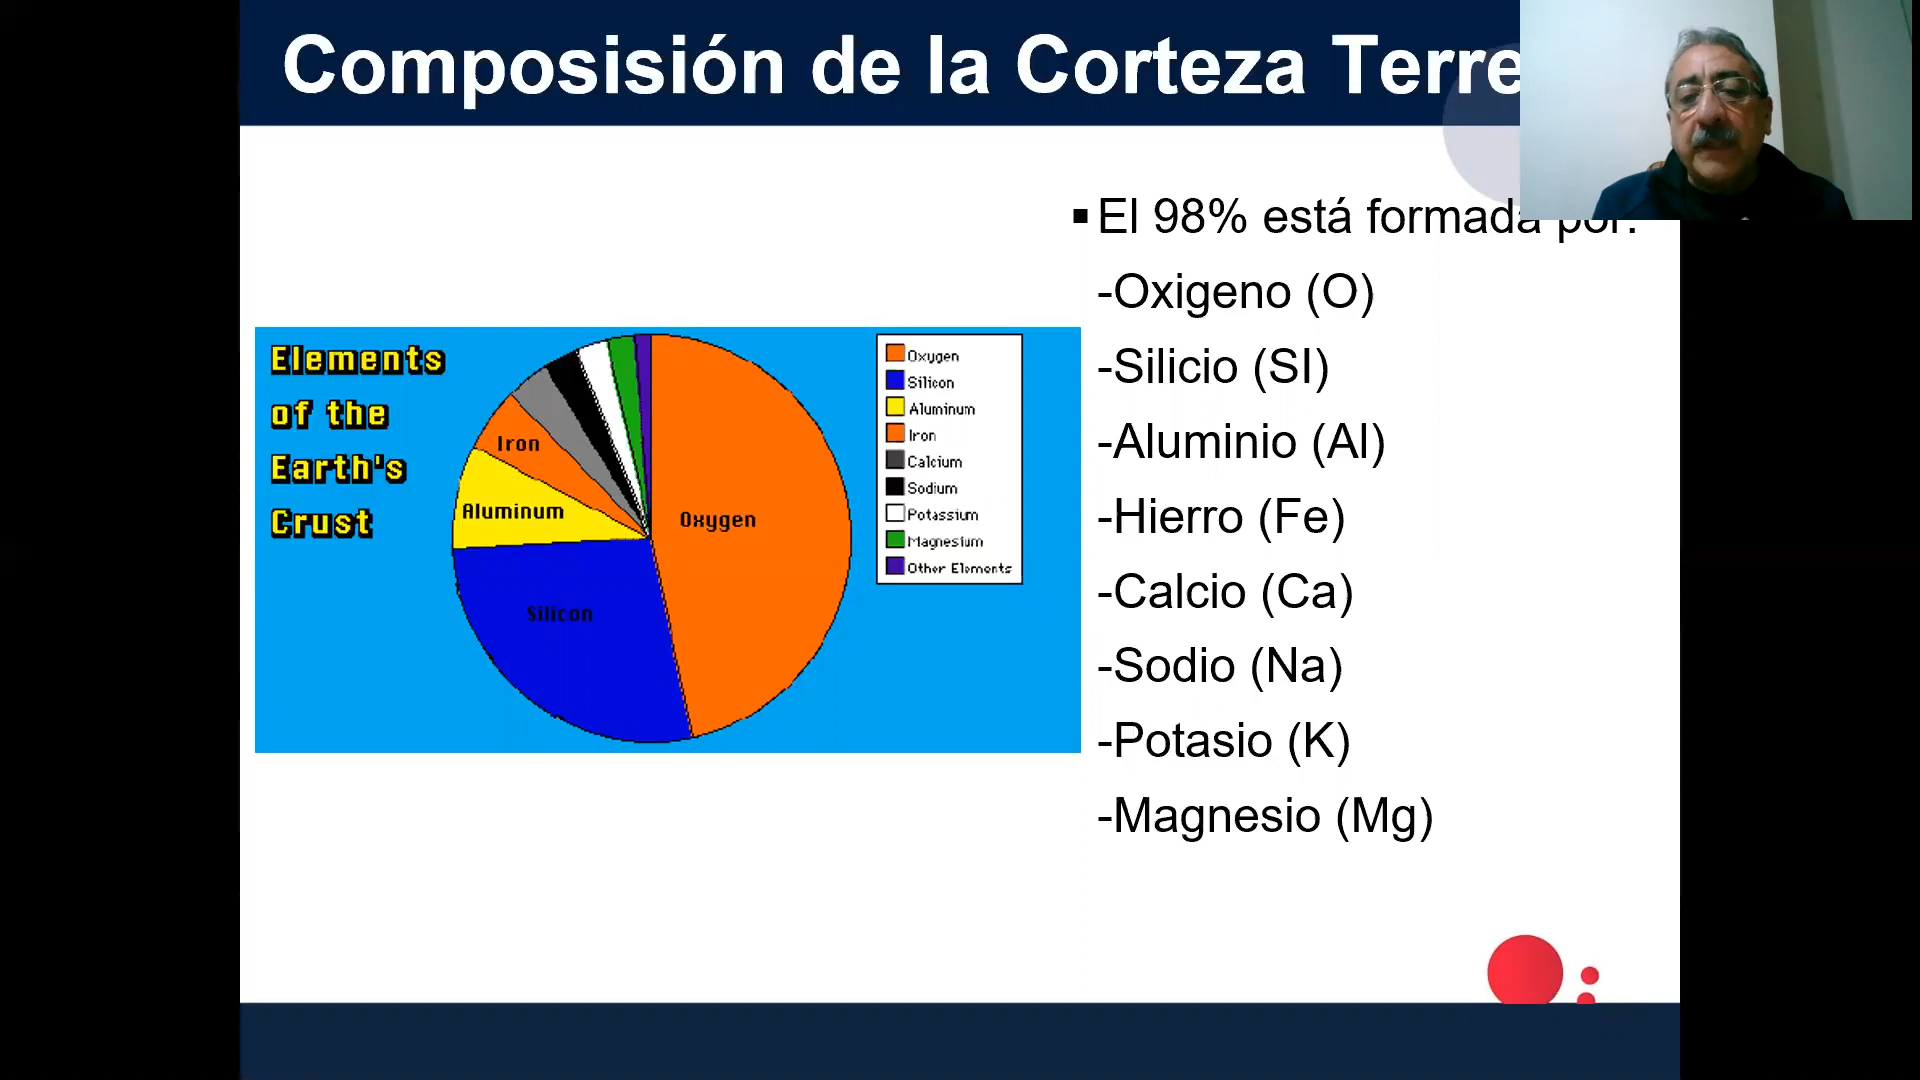 Composisión de la Corteza Terre
▪El 98% está formada por:
-Oxigeno (O)
-Silicio (SI)
-Aluminio (Al)
-Hierro (Fe)
-Calcio (Ca)
-Sodio (Na)
-Potasio (K)
-Magnesio (Mg)
Elements
of the
Earth's
Crust
Iron
Aluminum
Oxygen
Silicon
Oxygen
Silicon
Aluminum
Iron
Calcium
Sodium
Potassium
Magnesium
Other Elements